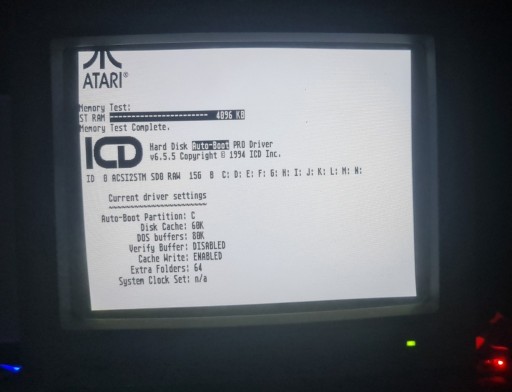 ATARI®
Memory Test:
ST RAM ------------------------ 4096 KB
Memory Test Complete.
ICD
Hard Disk Auto-Boot PRO Driver
v6.5.5 Copyright © 1994 ICD Inc.
ID 0 ACSI2STM SD0 RAW 15G B C: D: E: F: G: H: I: J: K: L: M: N:
Current driver settings
~~~~~~~~~~~~~~~~~~~~~~~
Auto-Boot Partition: C
Disk Cache: 60K
DOS buffers: 80K
Verify Buffer: DISABLED
Cache Write: ENABLED
Extra Folders: 64
System Clock Set: n/a